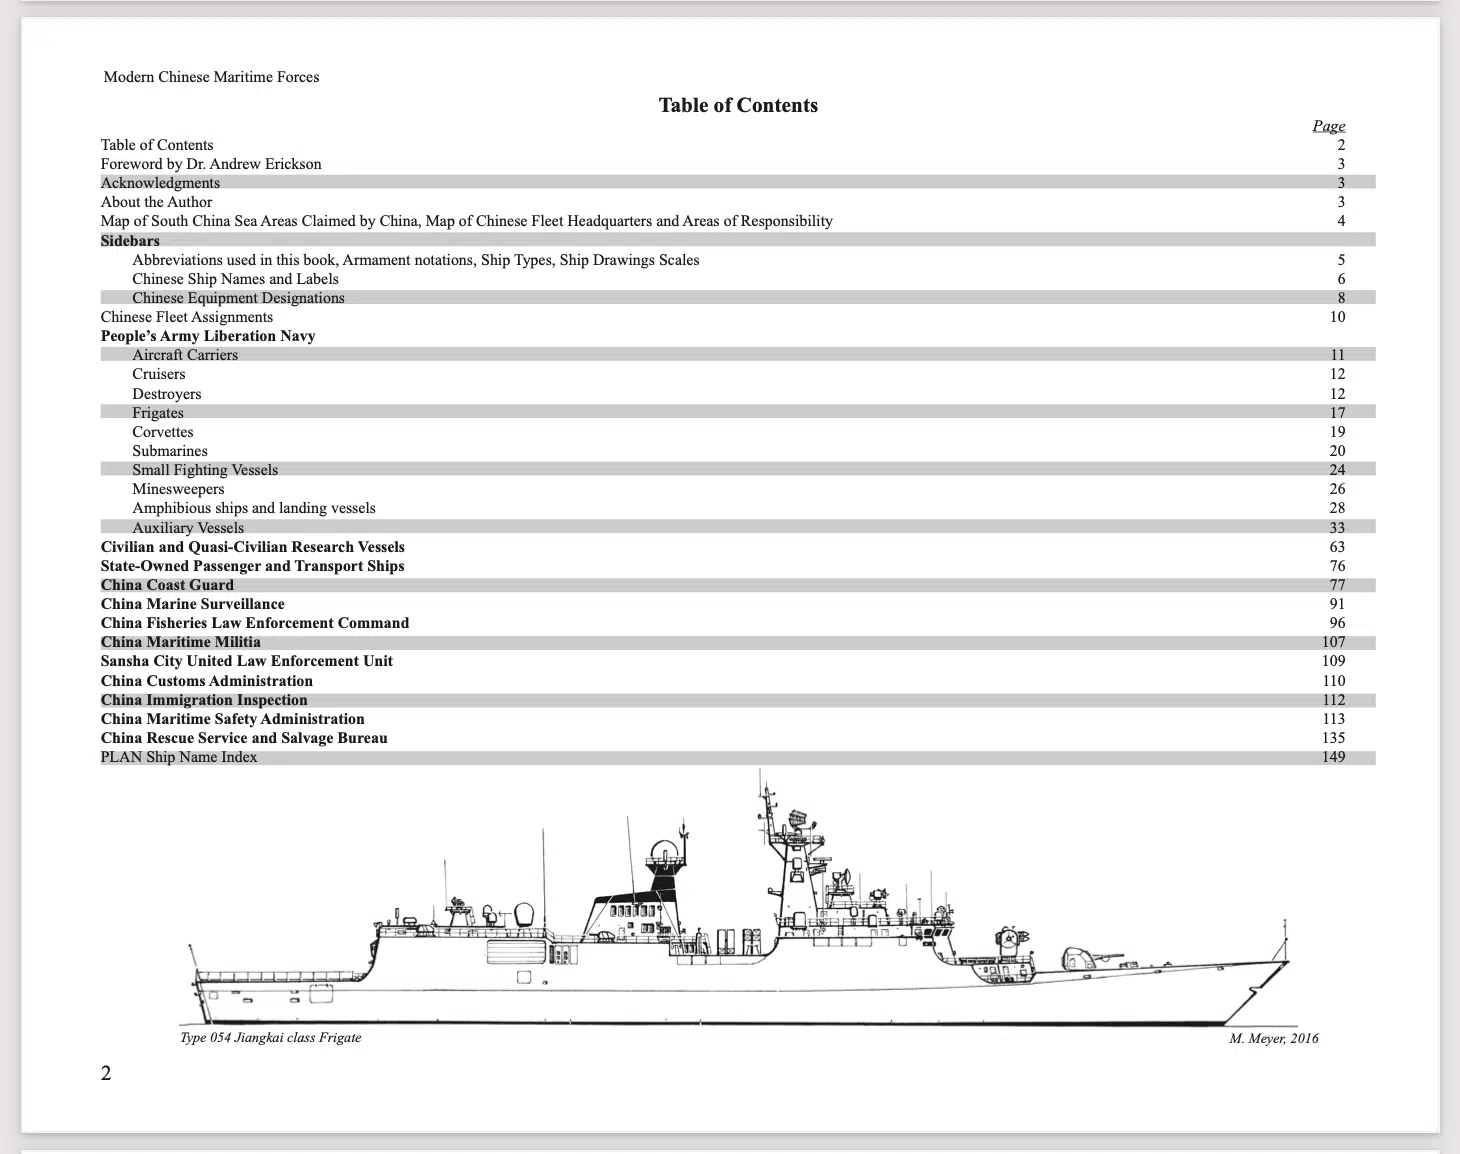 Modern Chinese Maritime Forces
Table of Contents
Page
Table of Contents 2
Foreword by Dr. Andrew Erickson 3
Acknowledgments 3
About the Author 3
Map of South China Sea Areas Claimed by China, Map of Chinese Fleet Headquarters and Areas of Responsibility 4
Sidebars
Abbreviations used in this book, Armament notations, Ship Types, Ship Drawings Scales 5
Chinese Ship Names and Labels 6
Chinese Equipment Designations 8
Chinese Fleet Assignments 10
People’s Army Liberation Navy
Aircraft Carriers 11
Cruisers 12
Destroyers 12
Frigates 17
Corvettes 19
Submarines 20
Small Fighting Vessels 24
Minesweepers 26
Amphibious ships and landing vessels 28
Auxiliary Vessels 33
Civilian and Quasi-Civilian Research Vessels 63
State-Owned Passenger and Transport Ships 76
China Coast Guard 77
China Marine Surveillance 91
China Fisheries Law Enforcement Command 96
China Maritime Militia 107
Sansha City United Law Enforcement Unit 109
China Customs Administration 110
China Immigration Inspection 112
China Maritime Safety Administration 113
China Rescue Service and Salvage Bureau 135
PLAN Ship Name Index 149
Type 054 Jiangkai class Frigate M. Meyer, 2016
2